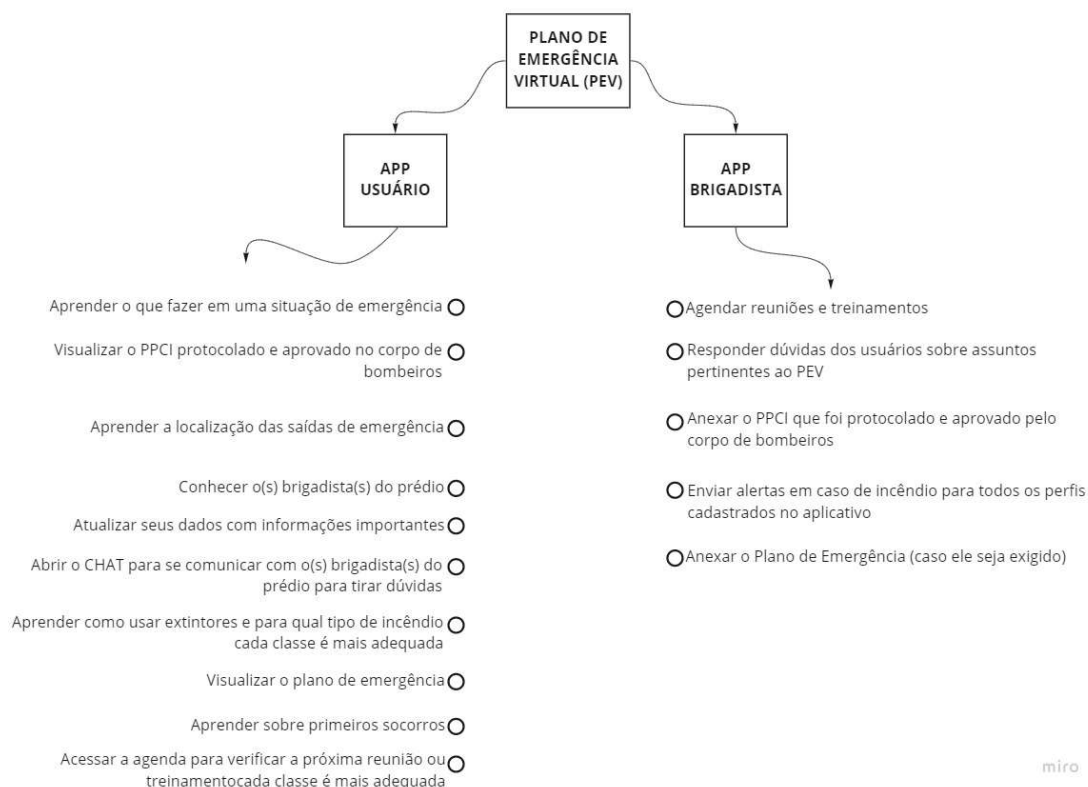 PLANO DE
EMERGÊNCIA
VIRTUAL (PEV)
APP
USUÁRIO
APP
BRIGADISTA
Aprender o que fazer em uma situação de emergência
Visualizar o PPCI protocolado e aprovado no corpo de
bombeiros
Aprender a localização das saídas de emergência
Conhecer o(s) brigadista(s) do prédio
Atualizar seus dados com informações importantes
Abrir o CHAT para se comunicar com o(s) brigadista(s) do
prédio para tirar dúvidas
Aprender como usar extintores e para qual tipo de incêndio
cada classe é mais adequada
Visualizar o plano de emergência
Aprender sobre primeiros socorros
Acessar a agenda para verificar a próxima reunião ou
treinamentocada classe é mais adequada
Agendar reuniões e treinamentos
Responder dúvidas dos usuários sobre assuntos
pertinentes ao PEV
Anexar o PPCI que foi protocolado e aprovado pelo
corpo de bombeiros
Enviar alertas em caso de incêndio para todos os perfis
cadastrados no aplicativo
Anexar o Plano de Emergência (caso ele seja exigido)
miro